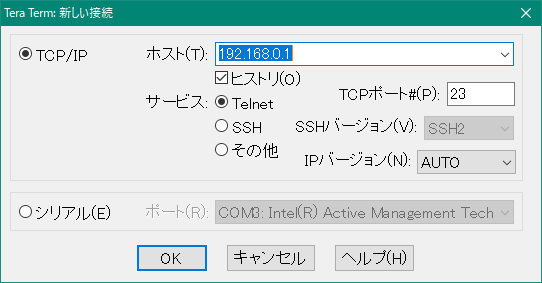 Tera Term: 新しい接続
TCP/IP
ホスト(T): 192.168.0.1
ヒストリ(O)
サービス: Telnet
TCPポート#(P): 23
SSH
SSHバージョン(V): SSH2
その他
IPバージョン(N): AUTO
シリアル(E)
ポート(R): COM3: Intel(R) Active Management Tech
OK
キャンセル
ヘルプ(H)